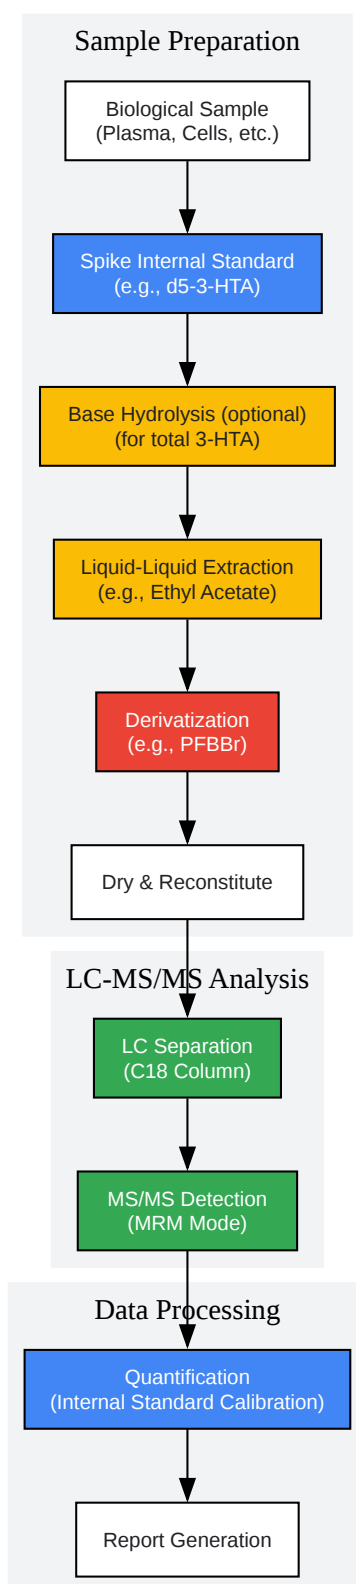 Sample Preparation
Biological Sample
(Plasma, Cells, etc.)
Spike Internal Standard
(e.g., d5-3-HTA)
Base Hydrolysis (optional)
(for total 3-HTA)
Liquid-Liquid Extraction
(e.g., Ethyl Acetate)
Derivatization
(e.g., PFBBr)
Dry & Reconstitute
LC-MS/MS Analysis
LC Separation
(C18 Column)
MS/MS Detection
(MRM Mode)
Data Processing
Quantification
(Internal Standard Calibration)
Report Generation